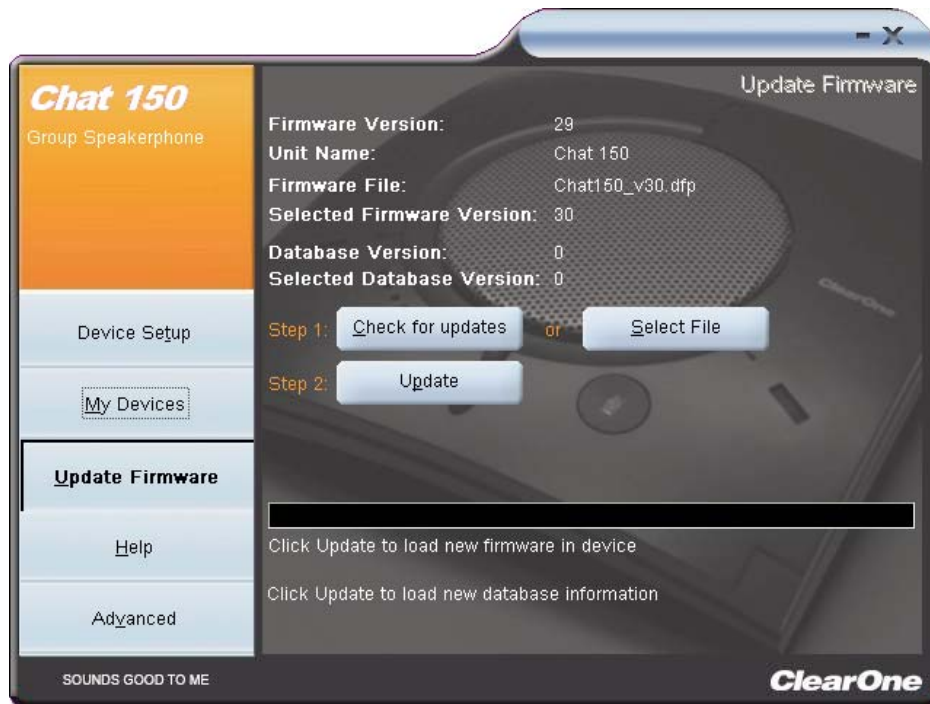 Update Firmware
Chat 150
Group Speakerphone
Firmware Version: 29
Unit Name: Chat 150
Firmware File: Chat150_v30.dfp
Selected Firmware Version: 30
Database Version: 0
Selected Database Version: 0
Step 1: Check for updates or Select File
Step 2: Update
Device Setup
My Devices
Update Firmware
Help
Advanced
Click Update to load new firmware in device
Click Update to load new database information
SOUNDS GOOD TO ME
ClearOne
ClearOne